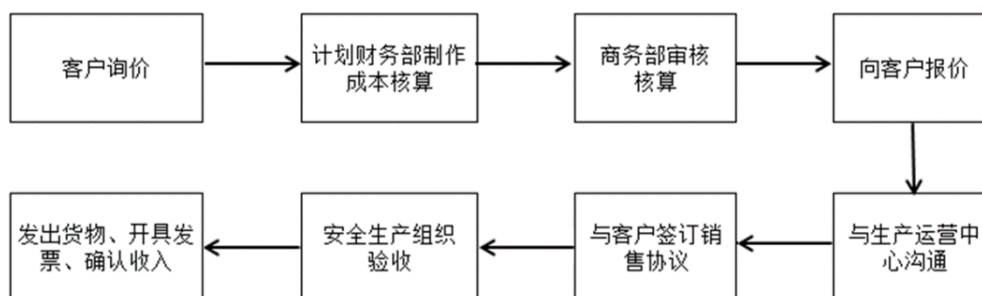 客户询价
计划财务部制作
成本核算
商务部审核
核算
向客户报价
与生产运营中
心沟通
与客户签订销
售协议
安全生产组织
验收
发出货物、开具发
票、确认收入